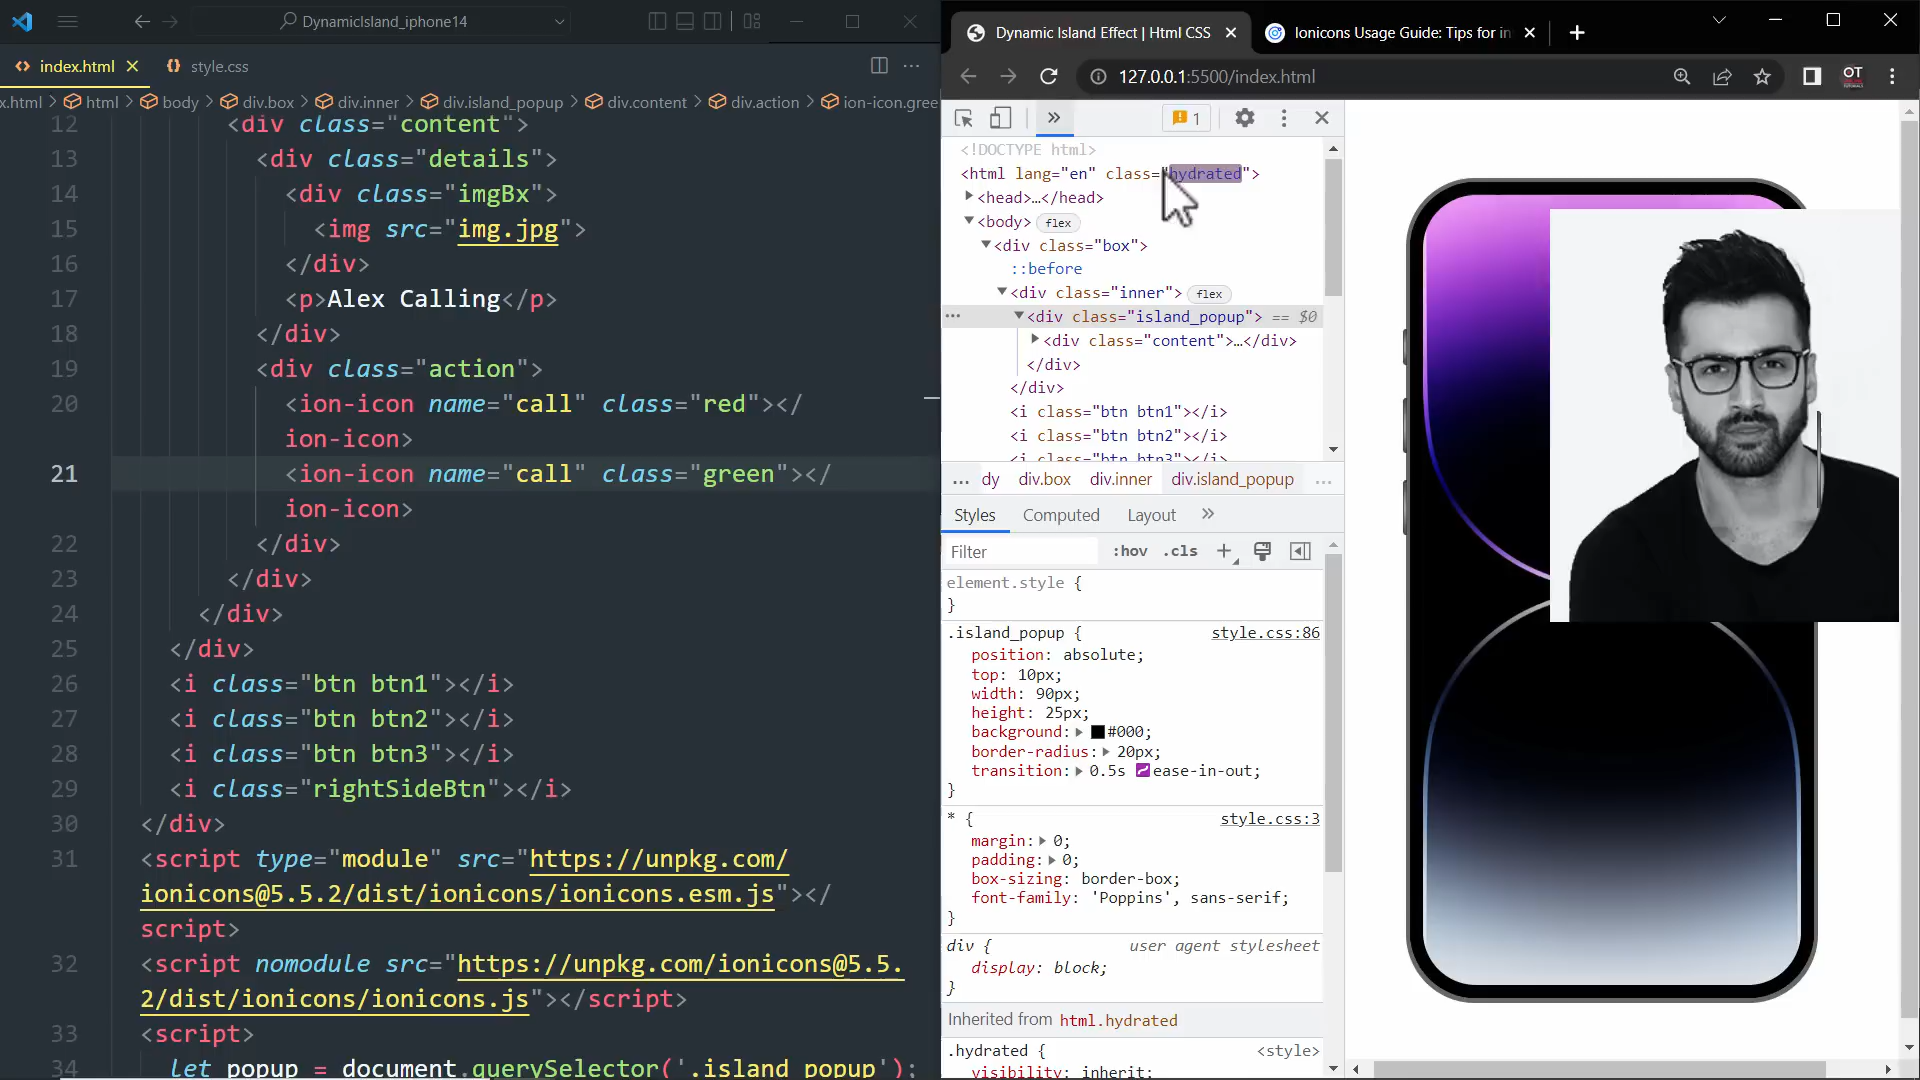 DynamicIsland_iphone14
index.html
style.css
x.html > html > body > div.box > div.inner > div.island_popup > div.content > div.action > ion-icon.gree
12 <div class="content">
13 <div class="details">
14 <div class="imgBx">
15 <img src="img.jpg">
16 </div>
17 <p>Alex Calling</p>
18 </div>
19 <div class="action">
20 <ion-icon name="call" class="red"></
ion-icon>
21 <ion-icon name="call" class="green"></
ion-icon>
22 </div>
23 </div>
24 </div>
25 </div>
26 <i class="btn btn1"></i>
27 <i class="btn btn2"></i>
28 <i class="btn btn3"></i>
29 <i class="rightSideBtn"></i>
30 </div>
31 <script type="module" src="https://unpkg.com/
ionicons@5.5.2/dist/ionicons/ionicons.esm.js"></
script>
32 <script nomodule src="https://unpkg.com/ionicons@5.5.
2/dist/ionicons/ionicons.js"></script>
33 <script>
34 let popup = document.querySelector('.island_popup');
Dynamic Island Effect | Html CSS
Ionicons Usage Guide: Tips for in
127.0.0.1:5500/index.html
OT
1
<!DOCTYPE html>
<html lang="en" class="hydrated">
<head>…</head>
<body> flex
<div class="box">
::before
<div class="inner"> flex
<div class="island_popup"> == $0
<div class="content">…</div>
</div>
</div>
<i class="btn btn1"></i>
<i class="btn btn2"></i>
<i class="btn btn3"></i>
... dy div.box div.inner div.island_popup ...
Styles Computed Layout
Filter :hov .cls
element.style {
}
.island_popup { style.css:86
position: absolute;
top: 10px;
width: 90px;
height: 25px;
background: #000;
border-radius: 20px;
transition: 0.5s ease-in-out;
}
* { style.css:3
margin: 0;
padding: 0;
box-sizing: border-box;
font-family: 'Poppins', sans-serif;
}
div { user agent stylesheet
display: block;
}
Inherited from html.hydrated
.hydrated { <style>
visibility: inherit;